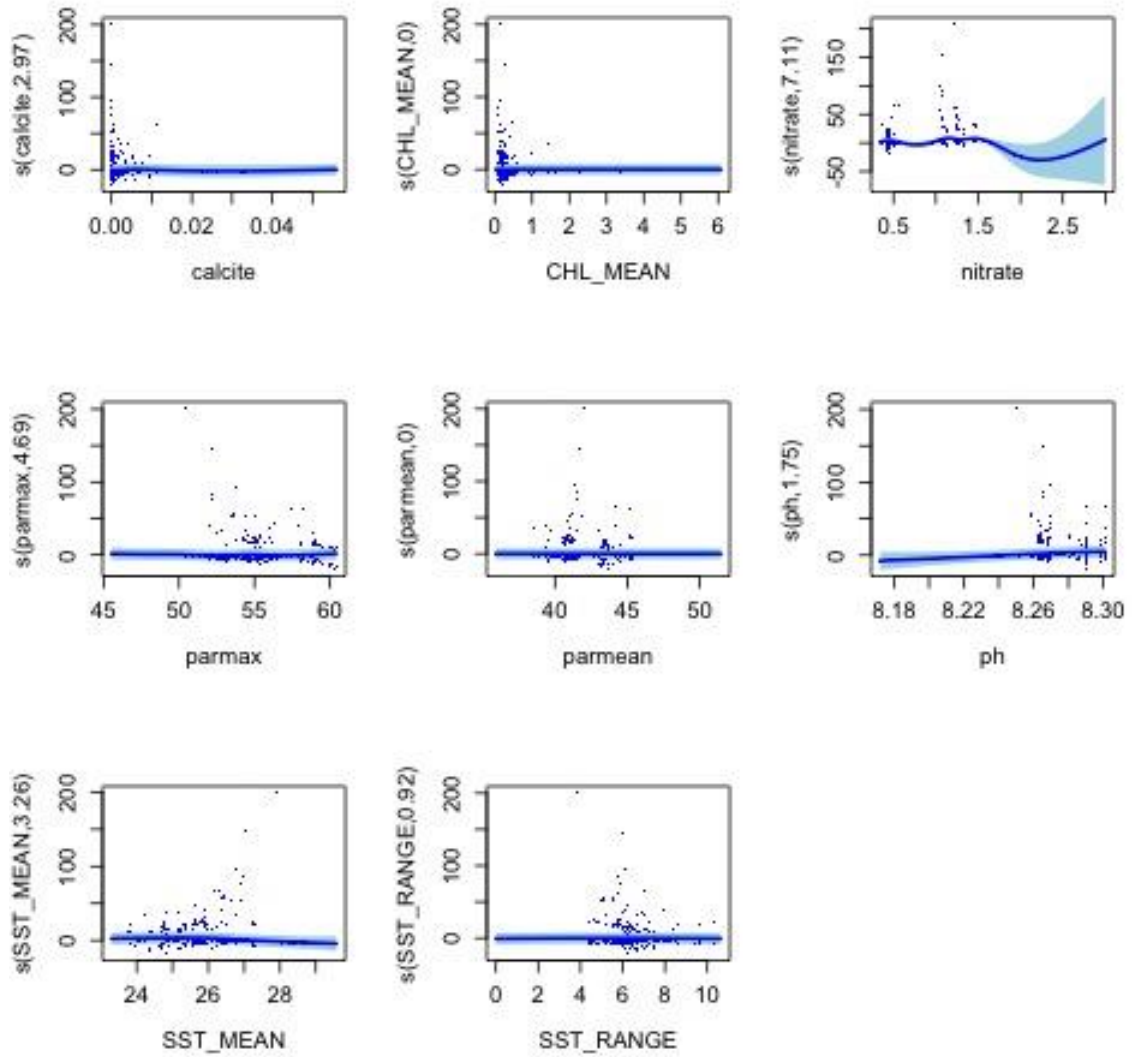 s(calcite,2.97)
200
100
0
0.00 0.02 0.04
calcite
s(CHL_MEAN,0)
200
100
0
0 1 2 3 4 5 6
CHL_MEAN
s(nitrate,7.11)
150
50
-50
0.5 1.5 2.5
nitrate
s(parmax,4.69)
200
100
0
45 50 55 60
parmax
s(parmean,0)
200
100
0
40 45 50
parmean
s(ph,1.75)
200
100
0
8.18 8.22 8.26 8.30
ph
s(SST_MEAN,3.26)
200
100
0
24 26 28
SST_MEAN
s(SST_RANGE,0.92)
200
100
0
0 2 4 6 8 10
SST_RANGE